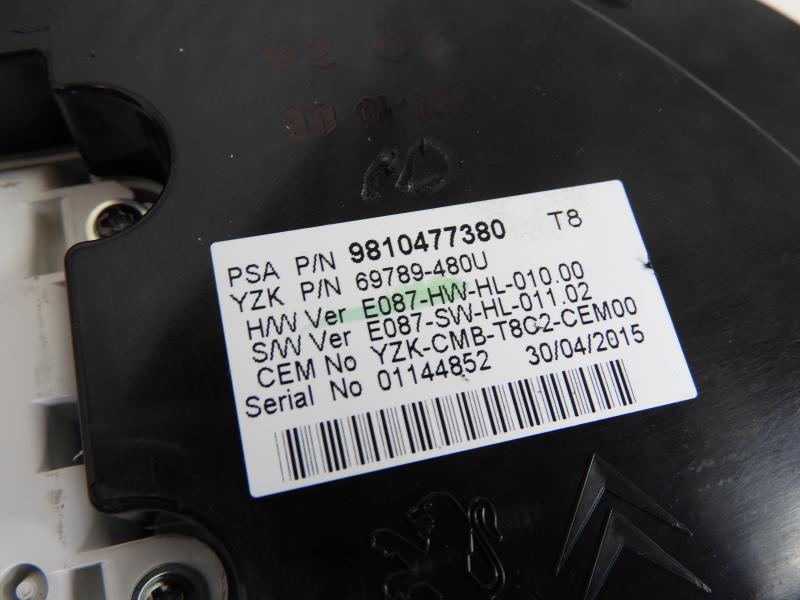 PSA P/N 9810477380 T8
YZK P/N 69789-480U
H/W Ver E087-HW-HL-010.00
S/W Ver E087-SW-HL-011.02
CEM No YZK-CMB-T8C2-CEM00
Serial No 01144852 30/04/2015